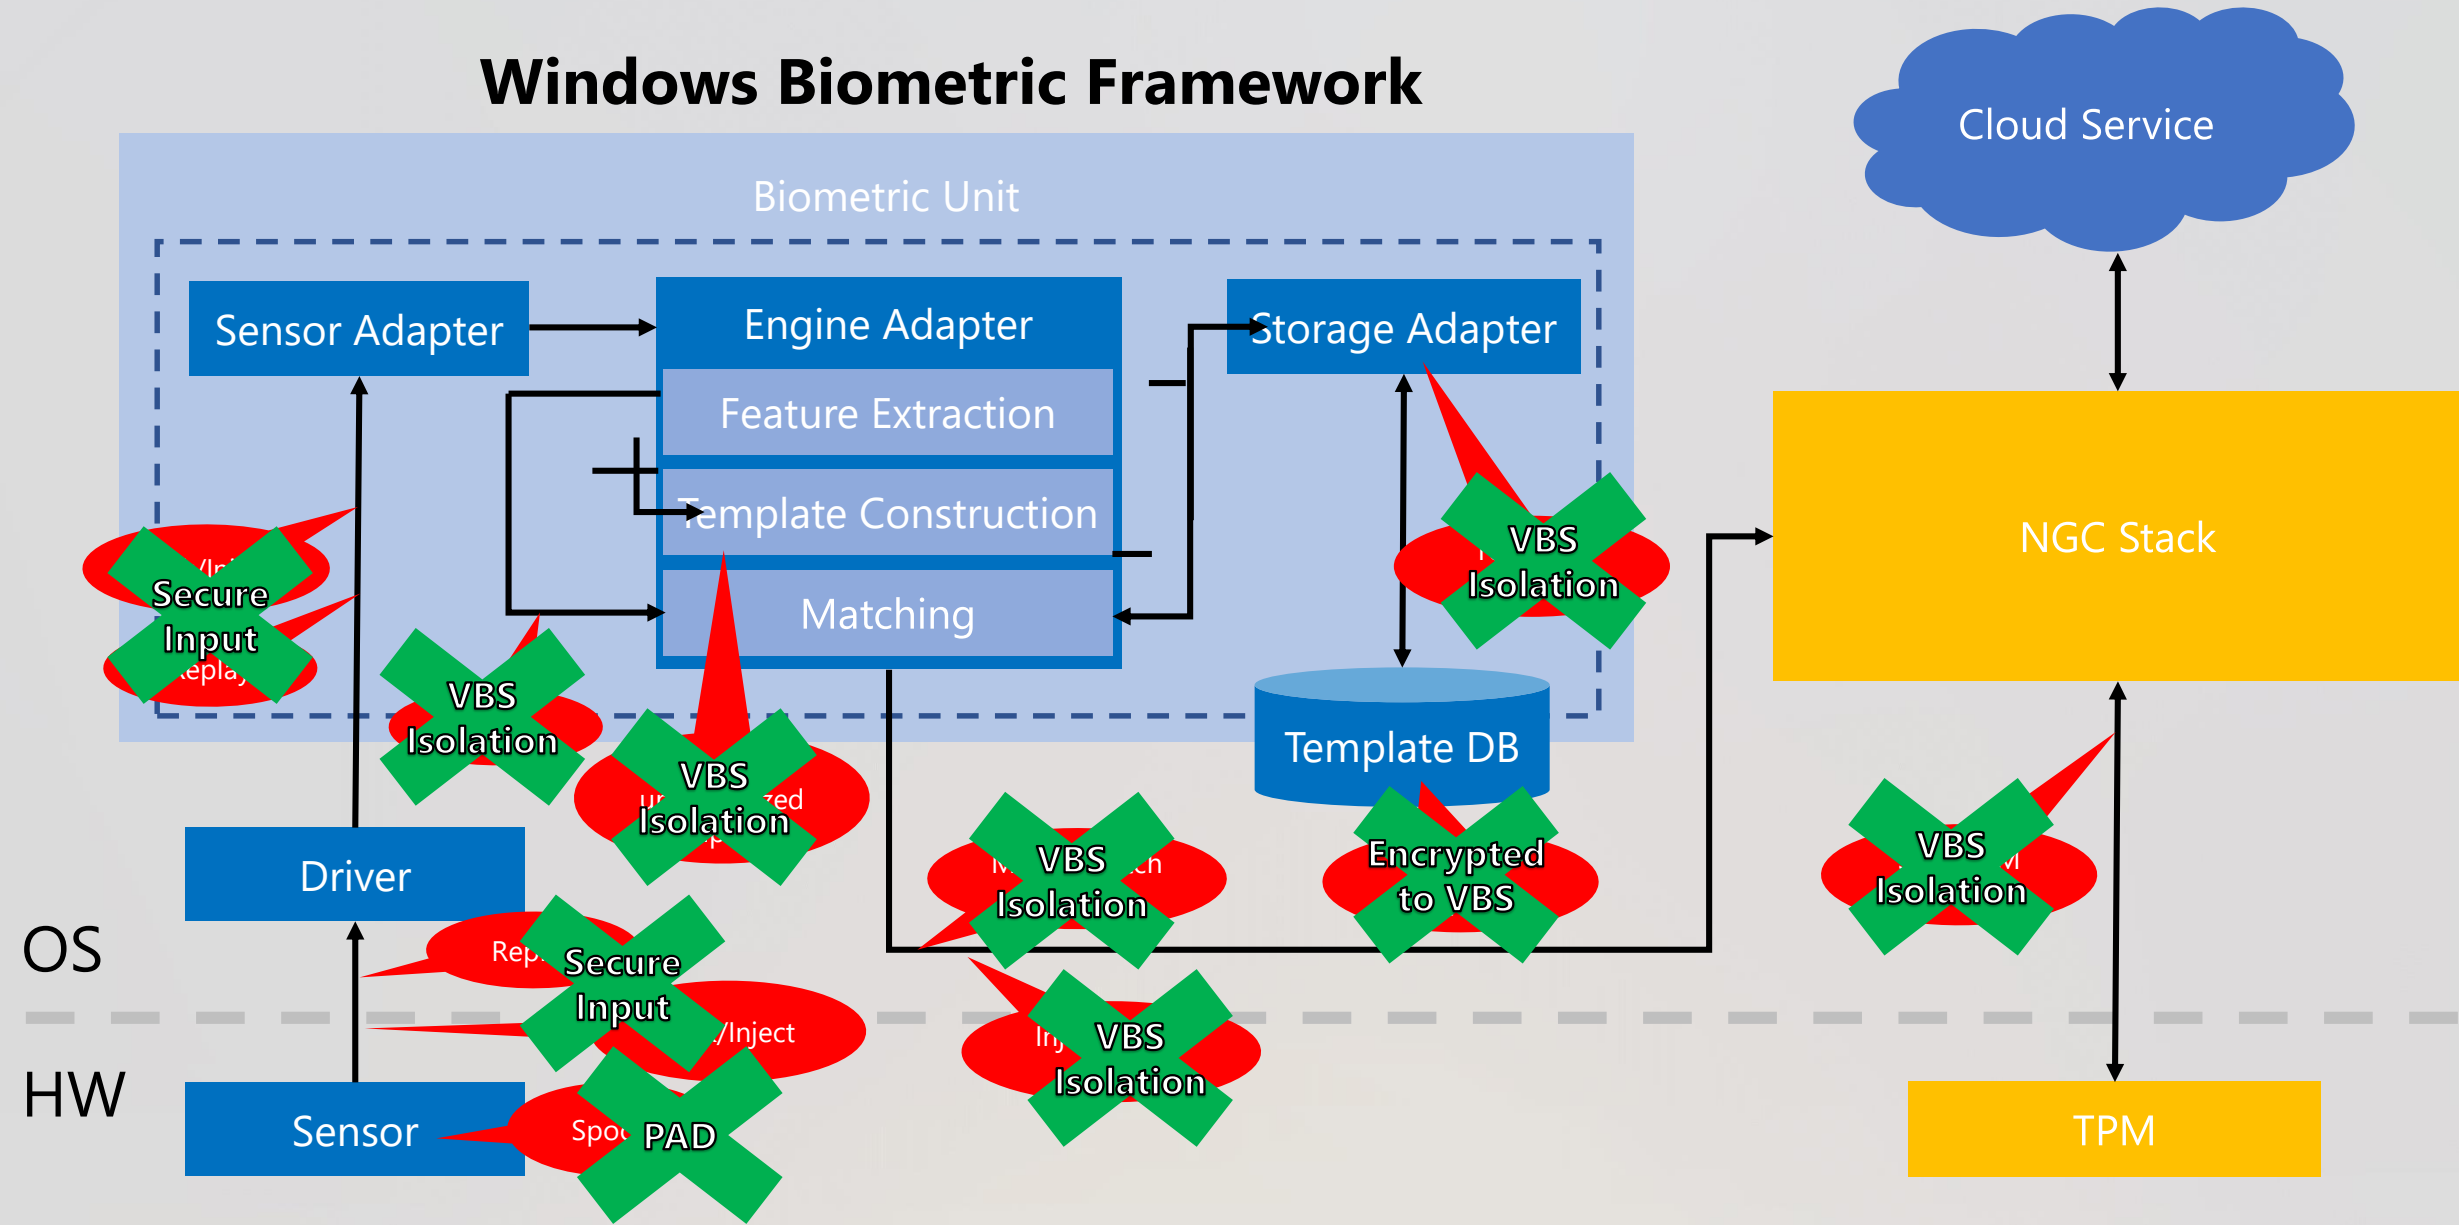 Windows Biometric Framework
Cloud Service
Biometric Unit
Sensor Adapter
Engine Adapter
Storage Adapter
Feature Extraction
Template Construction
Matching
NGC Stack
VBS
Isolation
Secure
Input
VBS
Isolation
VBS
Isolation
Template DB
VBS
Isolation
Encrypted
to VBS
VBS
Isolation
Driver
OS
Secure
Input
/Inject
VBS
Isolation
HW
Sensor
PAD
TPM